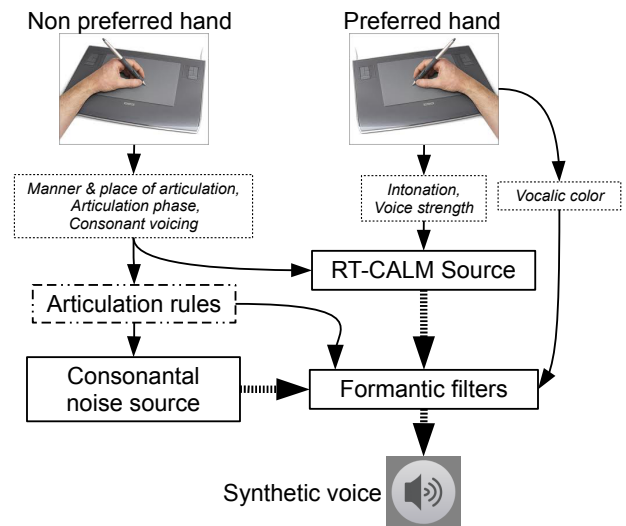 Non preferred hand
Preferred hand
Manner & place of articulation,
Articulation phase,
Consonant voicing
Intonation,
Voice strength
Vocalic color
RT-CALM Source
Articulation rules
Consonantal
noise source
Formantic filters
Synthetic voice